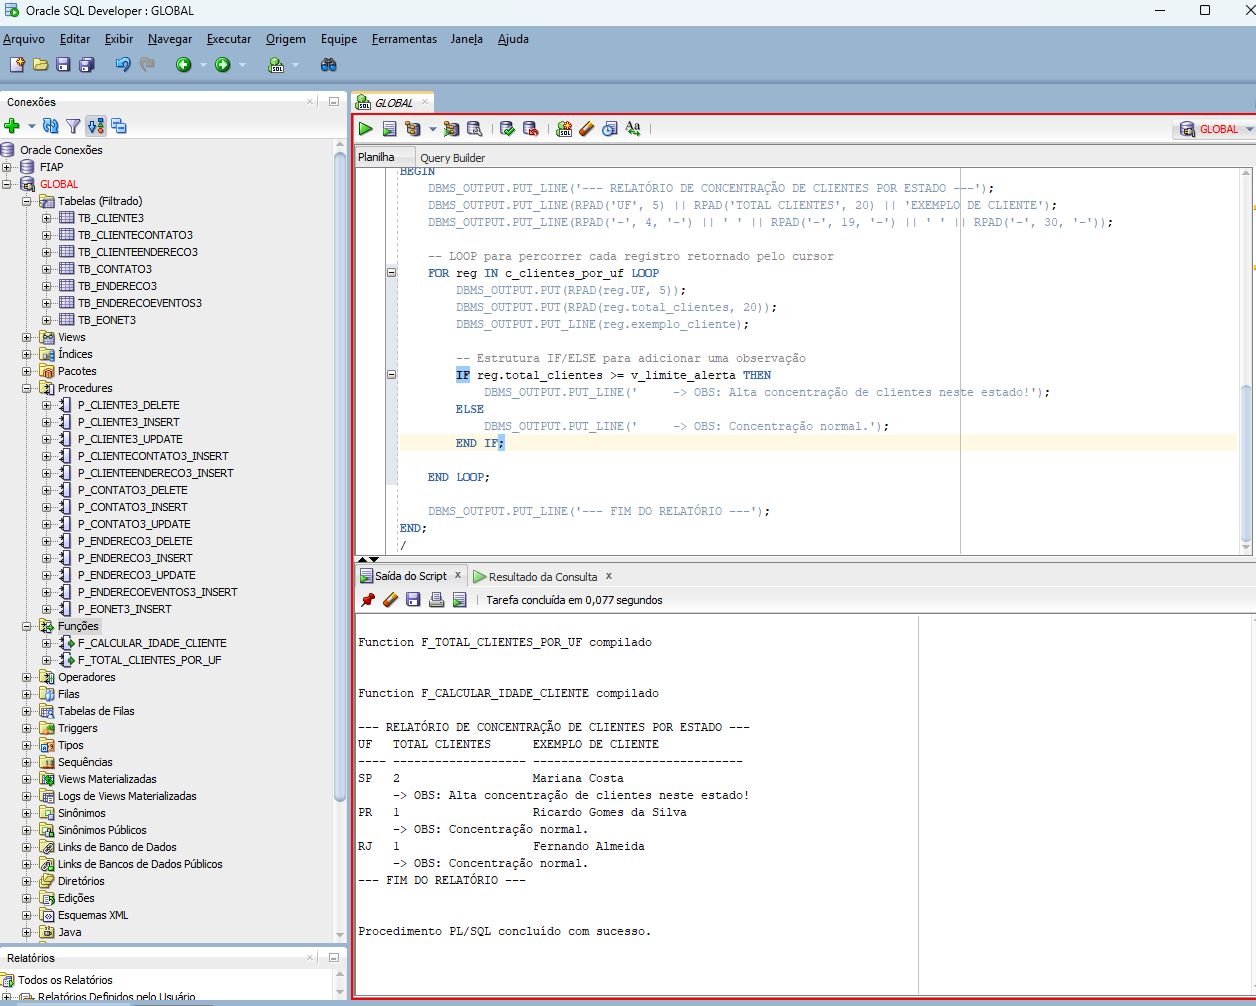 Oracle SQL Developer : GLOBAL
Arquivo Editar Exibir Navegar Executar Origem Equipe Ferramentas Janela Ajuda
Conexões
Oracle Conexões
FIAP
GLOBAL
Tabelas (Filtrado)
TB_CLIENTE3
TB_CLIENTECONTATO3
TB_CLIENTEENDERECO3
TB_CONTATO3
TB_ENDERECO3
TB_ENDERECOEVENTOS3
TB_EONET3
Views
Índices
Pacotes
Procedures
P_CLIENTE3_DELETE
P_CLIENTE3_INSERT
P_CLIENTE3_UPDATE
P_CLIENTECONTATO3_INSERT
P_CLIENTEENDERECO3_INSERT
P_CONTATO3_DELETE
P_CONTATO3_INSERT
P_CONTATO3_UPDATE
P_ENDERECO3_DELETE
P_ENDERECO3_INSERT
P_ENDERECO3_UPDATE
P_ENDERECOEVENTOS3_INSERT
P_EONET3_INSERT
Funções
F_CALCULAR_IDADE_CLIENTE
F_TOTAL_CLIENTES_POR_UF
Operadores
Filas
Tabelas de Filas
Triggers
Tipos
Sequências
Views Materializadas
Logs de Views Materializadas
Sinônimos
Sinônimos Públicos
Links de Banco de Dados
Links de Bancos de Dados Públicos
Diretórios
Edições
Esquemas XML
Java
Relatórios
Todos os Relatórios
Relatórios Definidos pelo Usuário
GLOBAL
GLOBAL
Planilha Query Builder
BEGIN
DBMS_OUTPUT.PUT_LINE('--- RELATÓRIO DE CONCENTRAÇÃO DE CLIENTES POR ESTADO ---');
DBMS_OUTPUT.PUT_LINE(RPAD('UF', 5) || RPAD('TOTAL CLIENTES', 20) || 'EXEMPLO DE CLIENTE');
DBMS_OUTPUT.PUT_LINE(RPAD('-', 4, '-') || ' ' || RPAD('-', 19, '-') || ' ' || RPAD('-', 30, '-'));
-- LOOP para percorrer cada registro retornado pelo cursor
FOR reg IN c_clientes_por_uf LOOP
DBMS_OUTPUT.PUT(RPAD(reg.UF, 5));
DBMS_OUTPUT.PUT(RPAD(reg.total_clientes, 20));
DBMS_OUTPUT.PUT_LINE(reg.exemplo_cliente);
-- Estrutura IF/ELSE para adicionar uma observação
IF reg.total_clientes >= v_limite_alerta THEN
DBMS_OUTPUT.PUT_LINE('     -> OBS: Alta concentração de clientes neste estado!');
ELSE
DBMS_OUTPUT.PUT_LINE('     -> OBS: Concentração normal.');
END IF;
END LOOP;
DBMS_OUTPUT.PUT_LINE('--- FIM DO RELATÓRIO ---');
END;
/
Saída do Script x Resultado da Consulta x
Tarefa concluída em 0,077 segundos
Function F_TOTAL_CLIENTES_POR_UF compilado
Function F_CALCULAR_IDADE_CLIENTE compilado
--- RELATÓRIO DE CONCENTRAÇÃO DE CLIENTES POR ESTADO ---
UF   TOTAL CLIENTES      EXEMPLO DE CLIENTE
---- ------------------- ------------------------------
SP   2                   Mariana Costa
     -> OBS: Alta concentração de clientes neste estado!
PR   1                   Ricardo Gomes da Silva
     -> OBS: Concentração normal.
RJ   1                   Fernando Almeida
     -> OBS: Concentração normal.
--- FIM DO RELATÓRIO ---
Procedimento PL/SQL concluído com sucesso.